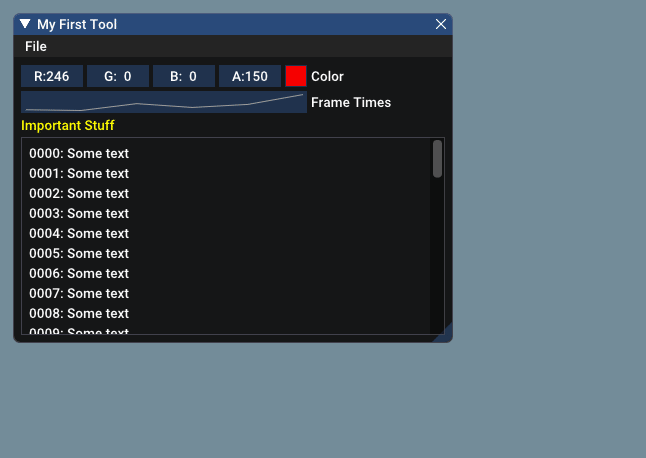 My First Tool
File
R:246 G: 0 B: 0 A:150 Color
Frame Times
Important Stuff
0000: Some text
0001: Some text
0002: Some text
0003: Some text
0004: Some text
0005: Some text
0006: Some text
0007: Some text
0008: Some text
0009: Some text